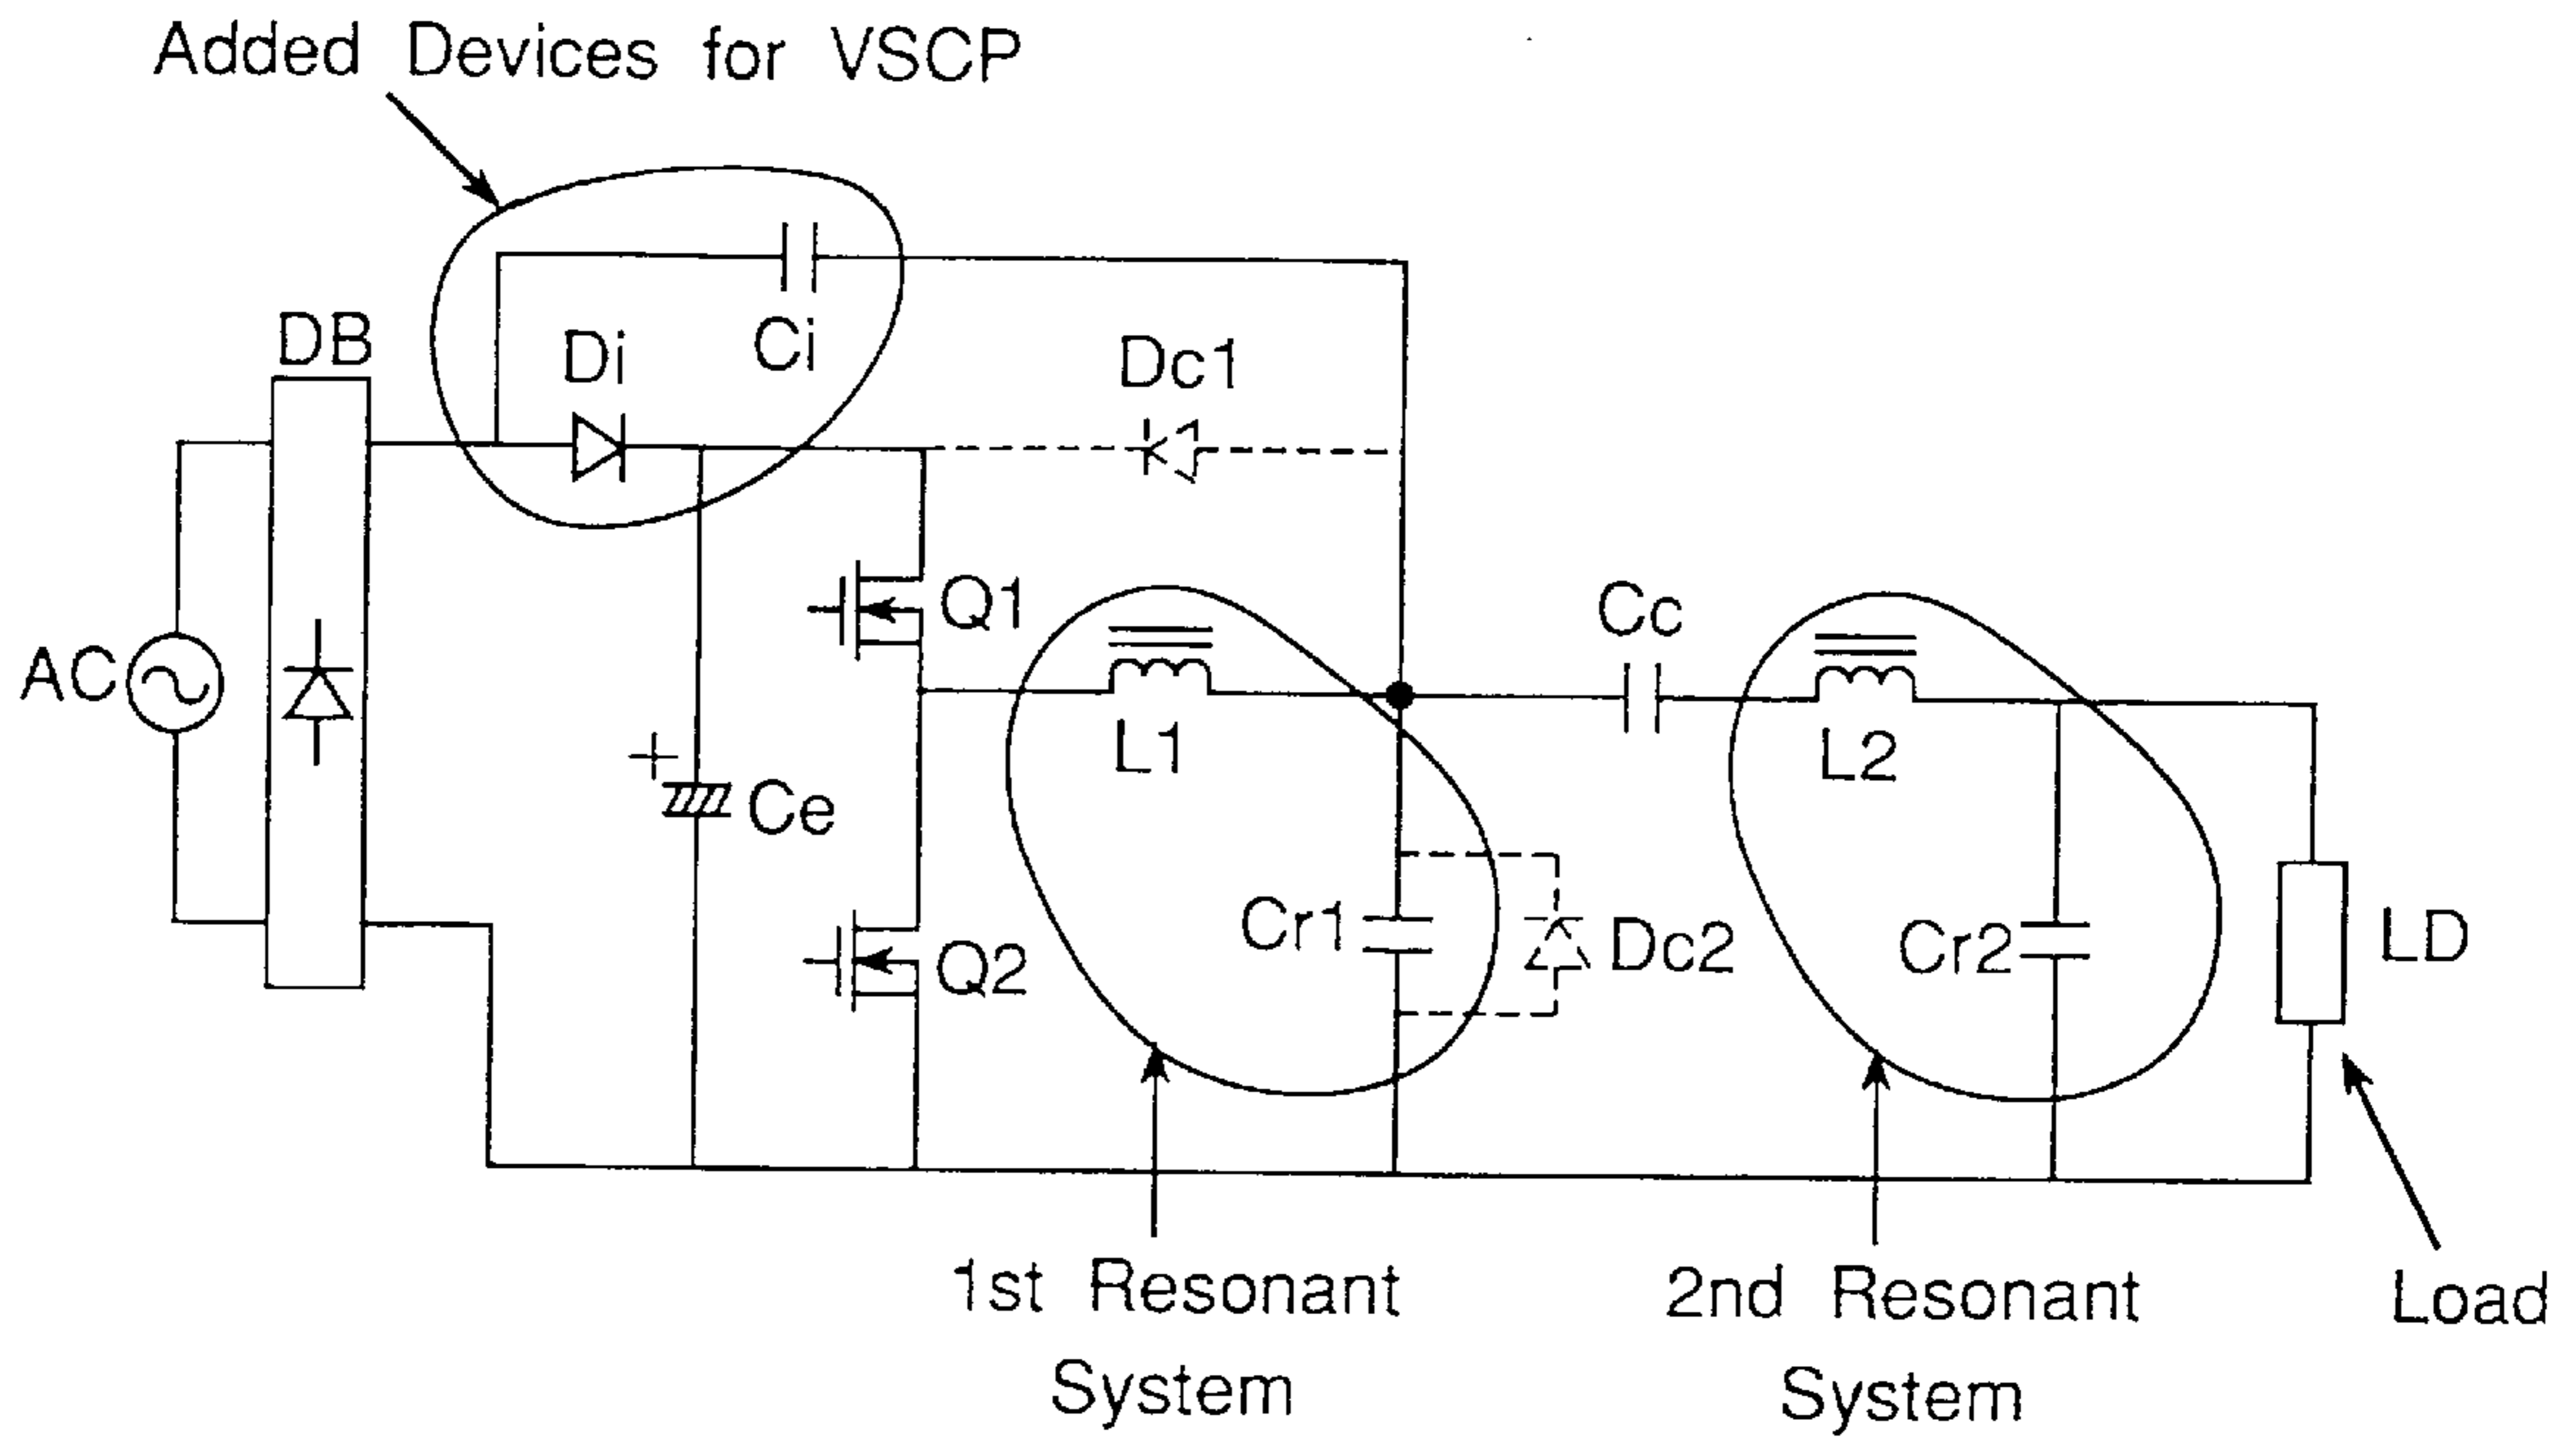 Added Devices for VSCP
DB
Di
Ci
Dc1
AC
Q1
Cc
L1
L2
+
Ce
Q2
Cr1
Dc2
Cr2
LD
1st Resonant
System
2nd Resonant
System
Load